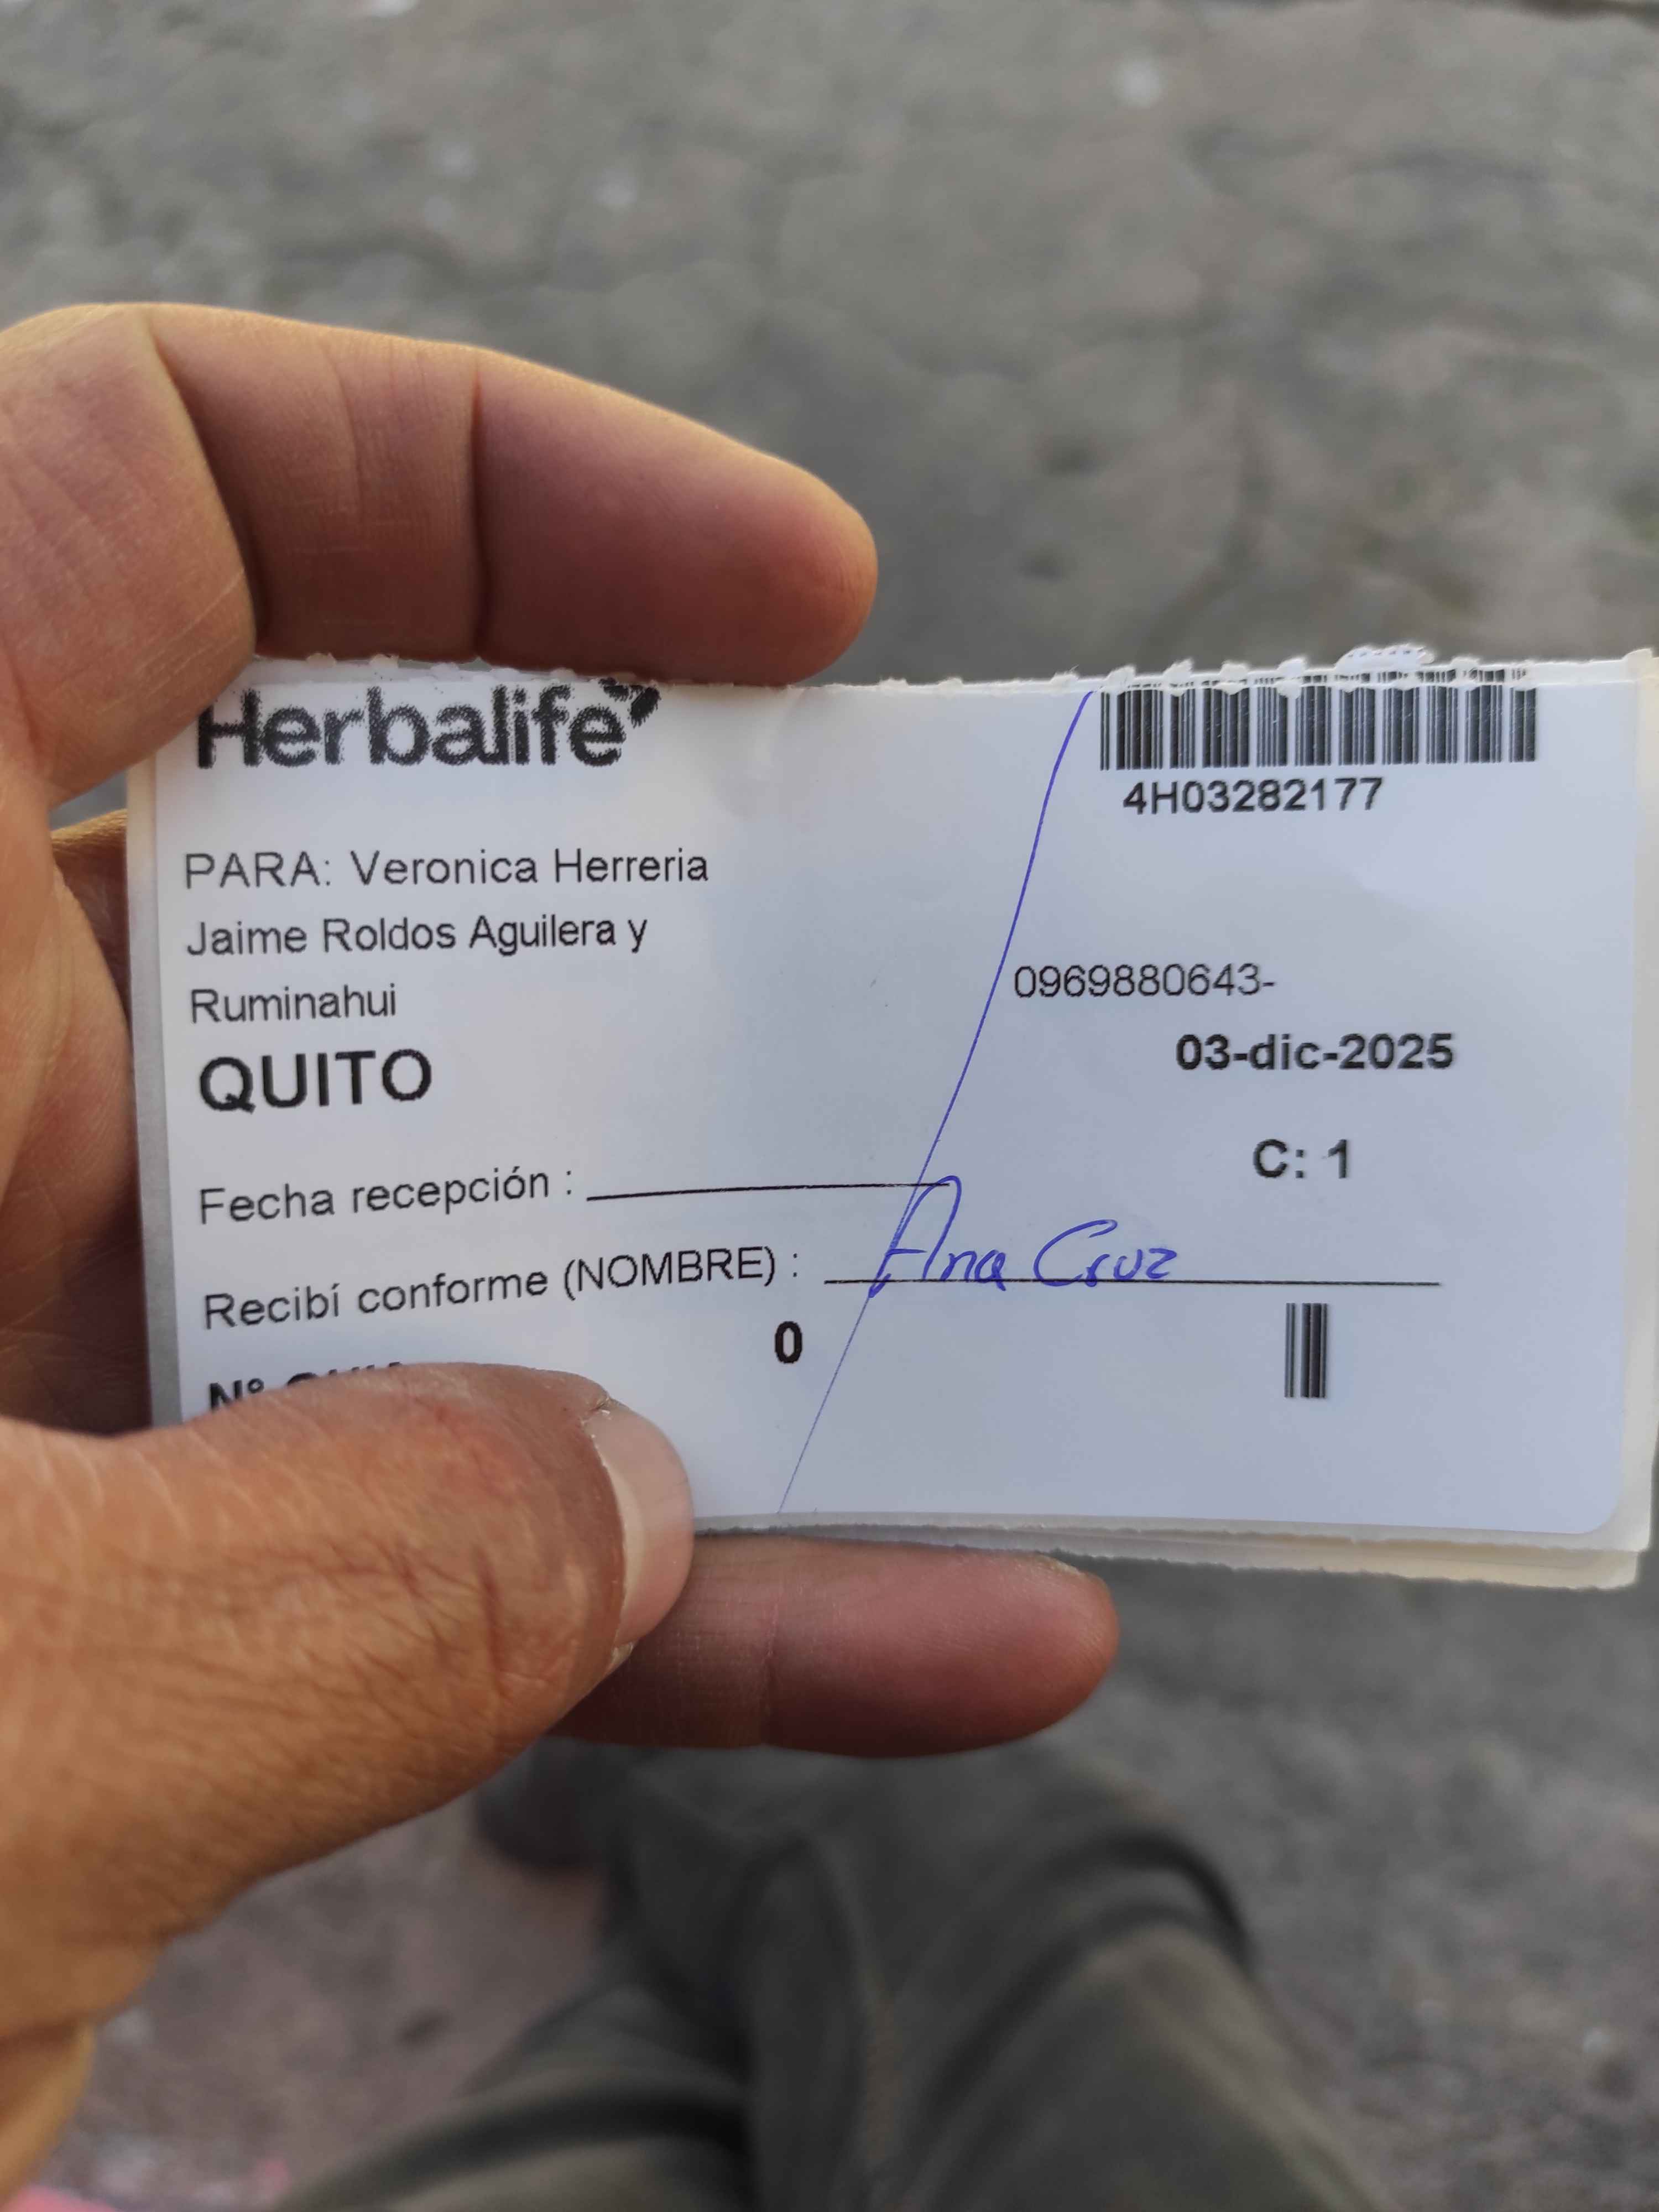 Herbalife
4H03282177
PARA: Veronica Herreria
Jaime Roldos Aguilera y
Ruminahui
0969880643-
QUITO
03-dic-2025
C: 1
Fecha recepción :
Recibí conforme (NOMBRE) : Ana Cruz
Nº
0